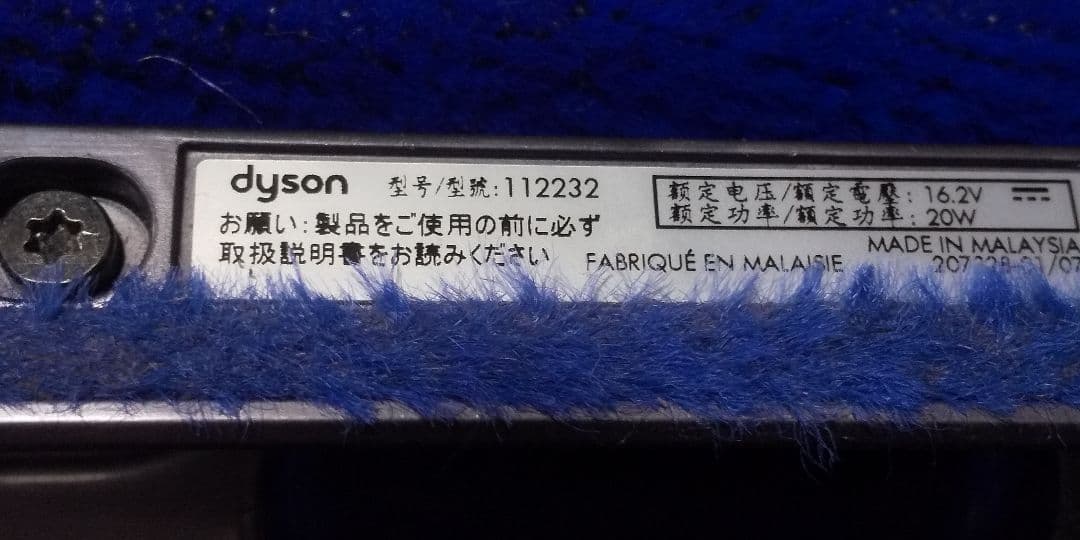 dyson 型号/型號:112232
お願い:製品をご使用の前に必ず
取扱説明書をお読みください
额定电压/額定電壓: 16.2V
额定功率/額定功率: 20W
FABRIQUÉ EN MALAISIE
MADE IN MALAYSIA